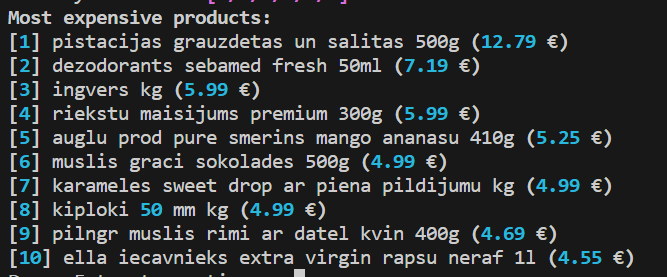 Most expensive products:
[1] pistacijas grauzdetas un salitas 500g (12.79 €)
[2] dezodorants sebamed fresh 50ml (7.19 €)
[3] ingvers kg (5.99 €)
[4] riekstu maisijums premium 300g (5.99 €)
[5] auglu prod pure smerins mango ananasu 410g (5.25 €)
[6] muslis graci sokolades 500g (4.99 €)
[7] karameles sweet drop ar piena pildijumu kg (4.99 €)
[8] kiploki 50 mm kg (4.99 €)
[9] pilngr muslis rimi ar datel kvin 400g (4.69 €)
[10] ella iecavnieks extra virgin rapsu neraf 1l (4.55 €)